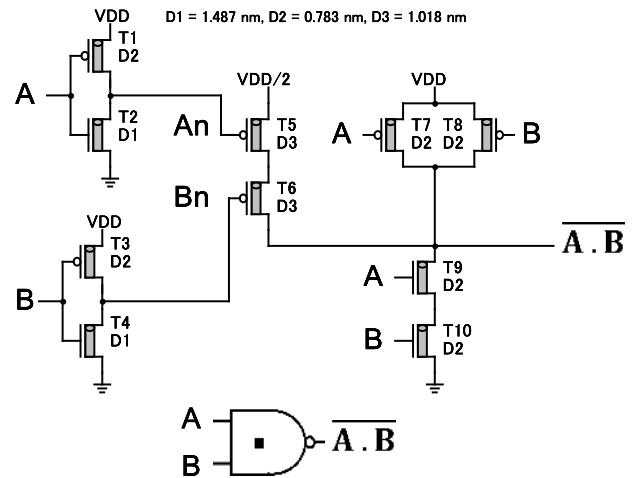 D1 = 1.487 nm, D2 = 0.783 nm, D3 = 1.018 nm
VDD
T1
D2
A
T2
D1
An
Bn
VDD/2
T5
D3
T6
D3
VDD
T3
D2
B
T4
D1
VDD
A
T7
D2
T8
D2
B
A . B
A
T9
D2
B
T10
D2
A
B
A . B